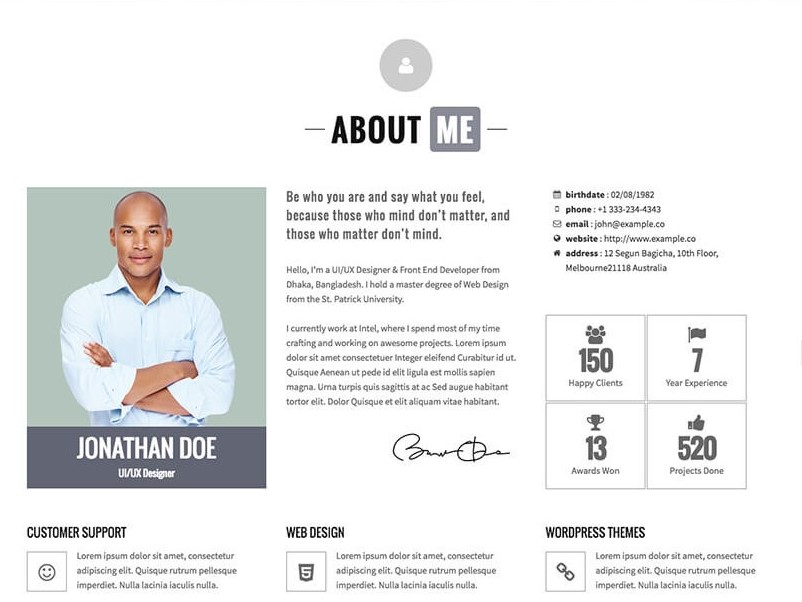 ABOUT ME
JONATHAN DOE
UI/UX Designer
Be who you are and say what you feel,
because those who mind don't matter, and
those who matter don't mind.
Hello, I'm a UI/UX Designer & Front End Developer from
Dhaka, Bangladesh. I hold a master degree of Web Design
from the St. Patrick University.
I currently work at Intel, where I spend most of my time
crafting and working on awesome projects. Lorem ipsum
dolor sit amet consectetuer Integer eleifend Curabitur id ut.
Quisque Aenean ut pede id elit ligula est mollis sapien
magna. Urna turpis quis sagittis at ac Sed augue habitant
tortor elit. Dolor Quisque et elit aliquam vitae habitant.
birthdate : 02/08/1982
phone : +1 333-234-4343
email : john@example.co
website : http://www.example.co
address : 12 Segun Bagicha, 10th Floor,
Melbourne21118 Australia
150
Happy Clients
7
Year Experience
13
Awards Won
520
Projects Done
CUSTOMER SUPPORT
Lorem ipsum dolor sit amet, consectetur
adipiscing elit. Quisque rutrum pellesque
imperdiet. Nulla lacinia iaculis nulla.
WEB DESIGN
Lorem ipsum dolor sit amet, consectetur
adipiscing elit. Quisque rutrum pellesque
imperdiet. Nulla lacinia iaculis nulla.
WORDPRESS THEMES
Lorem ipsum dolor sit amet, consectetur
adipiscing elit. Quisque rutrum pellesque
imperdiet. Nulla lacinia iaculis nulla.